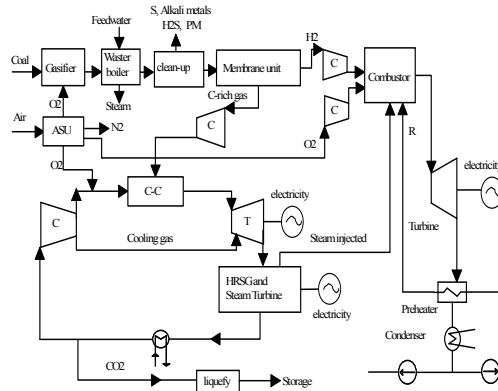 S, Alkali metals
Feedwater
H2S, PM
H2
Coal
Gasifier
Waster
boiler
clean-up
Membrane unit
C
Combustor
O2
Steam
C-rich gas
Air
ASU
N2
C
C
O2
R
O2
electricity
C-C
electricity
C
T
Cooling gas
Steam injected
Turbine
HRSG and
Steam Turbine
electricity
Preheater
Condenser
CO2
liquefy
Storage